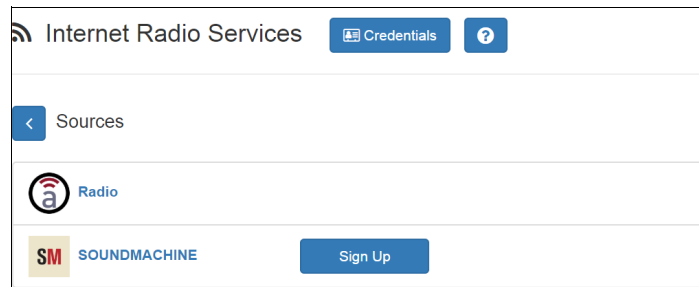 Internet Radio Services Credentials ?
< Sources
a Radio
SM SOUNDMACHINE Sign Up